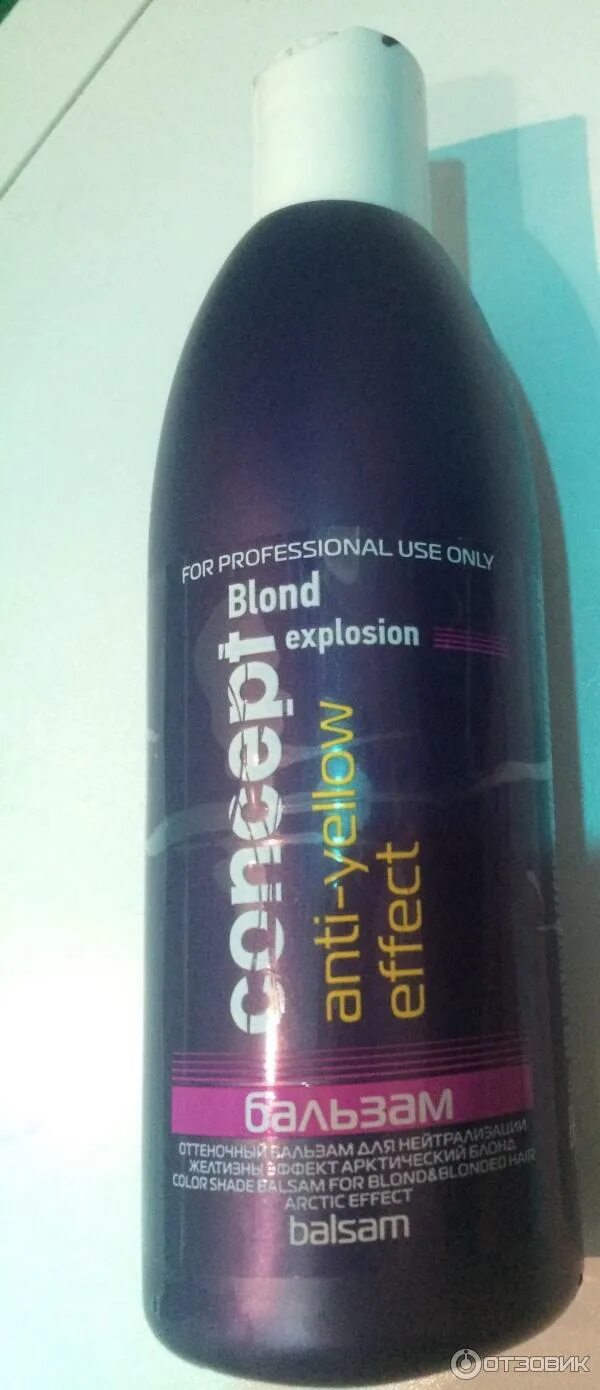 FOR PROFESSIONAL USE ONLY
Blond
explosion
concept
anti-yellow
effect
бальзам
ОТТЕНОЧНЫЙ БАЛЬЗАМ ДЛЯ НЕЙТРАЛИЗАЦИИ
ЖЕЛТИЗНЫ ЭФФЕКТ АРКТИЧЕСКИЙ БЛОНД
COLOR SHADE BALSAM FOR BLOND&BLONDED HAIR
ARCTIC EFFECT
balsam
ОТЗОВИК